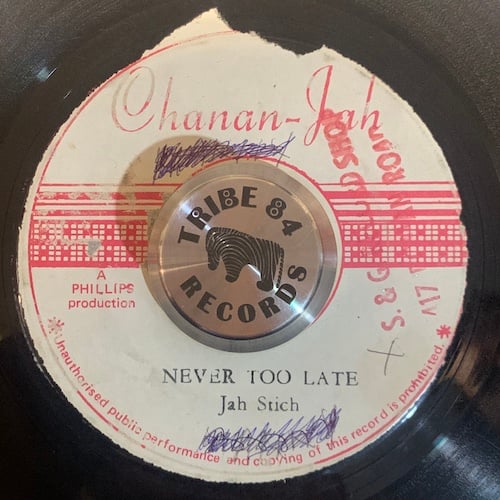 Chanan-Jah
TRIBE 84
RECORDS
A
PHILLIPS
production
NEVER TOO LATE
Jah Stich
*Unauthorised public performance and copying of this record is prohibited.*